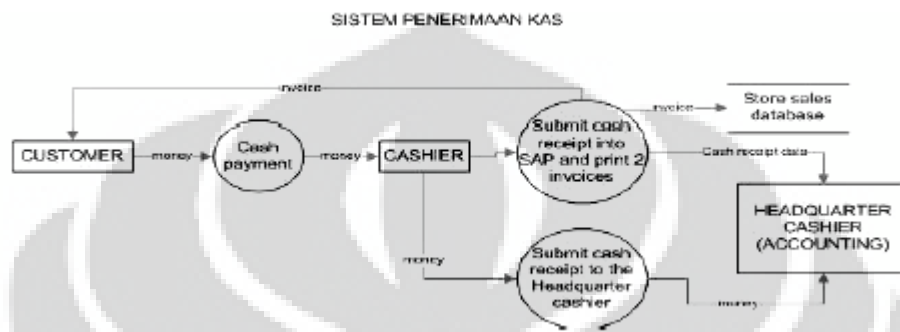 SISTEM PENERIMAAN KAS
invoice
invoice
Store sales
database
CUSTOMER
money
Cash
payment
money
CASHIER
Submit cash
receipt into
SAP and print 2
invoices
Cash receipt data
HEADQUARTER
CASHIER
(ACCOUNTING)
money
Submit cash
receipt to the
Headquarter
cashier
money